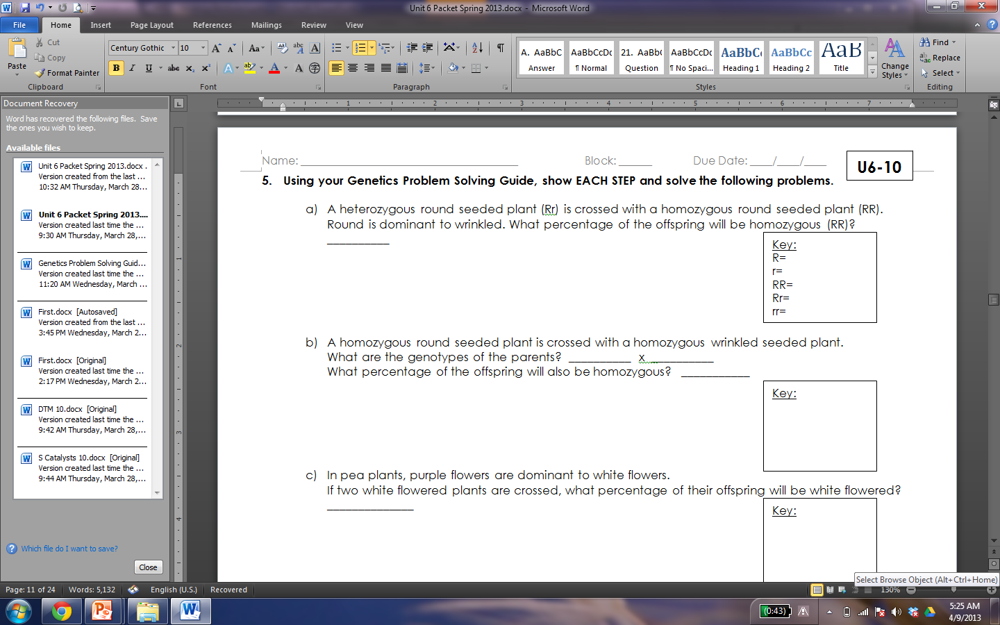 Unit 6 Packet Spring 2013.docx - Microsoft Word
File Home Insert Page Layout References Mailings Review View
Paste
Cut
Copy
Format Painter
Clipboard
Century Gothic 10
Font
Paragraph
A. AaBbC AaBbCcDc 21. AaBb( AaBbCcDc AaBbC AaBbCc AaB
Answer ¶ Normal Question ¶ No Spaci... Heading 1 Heading 2 Title
Change Styles
Styles
Find
Replace
Select
Editing
Document Recovery
Word has recovered the following files. Save
the ones you wish to keep.
Available files
Unit 6 Packet Spring 2013.docx .
Version created from the last ...
10:32 AM Thursday, March 28...
Unit 6 Packet Spring 2013....
Version created last time the ...
9:30 AM Thursday, March 28,...
Genetics Problem Solving Guid...
Version created last time the ...
11:20 AM Wednesday, March ...
First.docx [Autosaved]
Version created from the last ...
3:45 PM Wednesday, March 2...
First.docx [Original]
Version created last time the ...
2:17 PM Wednesday, March 2...
DTM 10.docx [Original]
Version created last time the ...
9:42 AM Thursday, March 28,...
S Catalysts 10.docx [Original]
Version created last time the ...
9:44 AM Thursday, March 28,...
Which file do I want to save?
Close
1 2 3 4 5 6 7
1
2
3
4
Name: ______________________________ Block: ______ Due Date: ____/____/____
U6-10
5. Using your Genetics Problem Solving Guide, show EACH STEP and solve the following problems.
a) A heterozygous round seeded plant (Rr) is crossed with a homozygous round seeded plant (RR).
Round is dominant to wrinkled. What percentage of the offspring will be homozygous (RR)?
__________
Key:
R=
r=
RR=
Rr=
rr=
b) A homozygous round seeded plant is crossed with a homozygous wrinkled seeded plant.
What are the genotypes of the parents? __________ x __________
What percentage of the offspring will also be homozygous? ___________
Key:
c) In pea plants, purple flowers are dominant to white flowers.
If two white flowered plants are crossed, what percentage of their offspring will be white flowered?
______________
Key:
Select Browse Object (Alt+Ctrl+Home)
Page: 11 of 24 Words: 5,132 English (U.S.) Recovered 130%
(0:43)
5:25 AM
4/9/2013